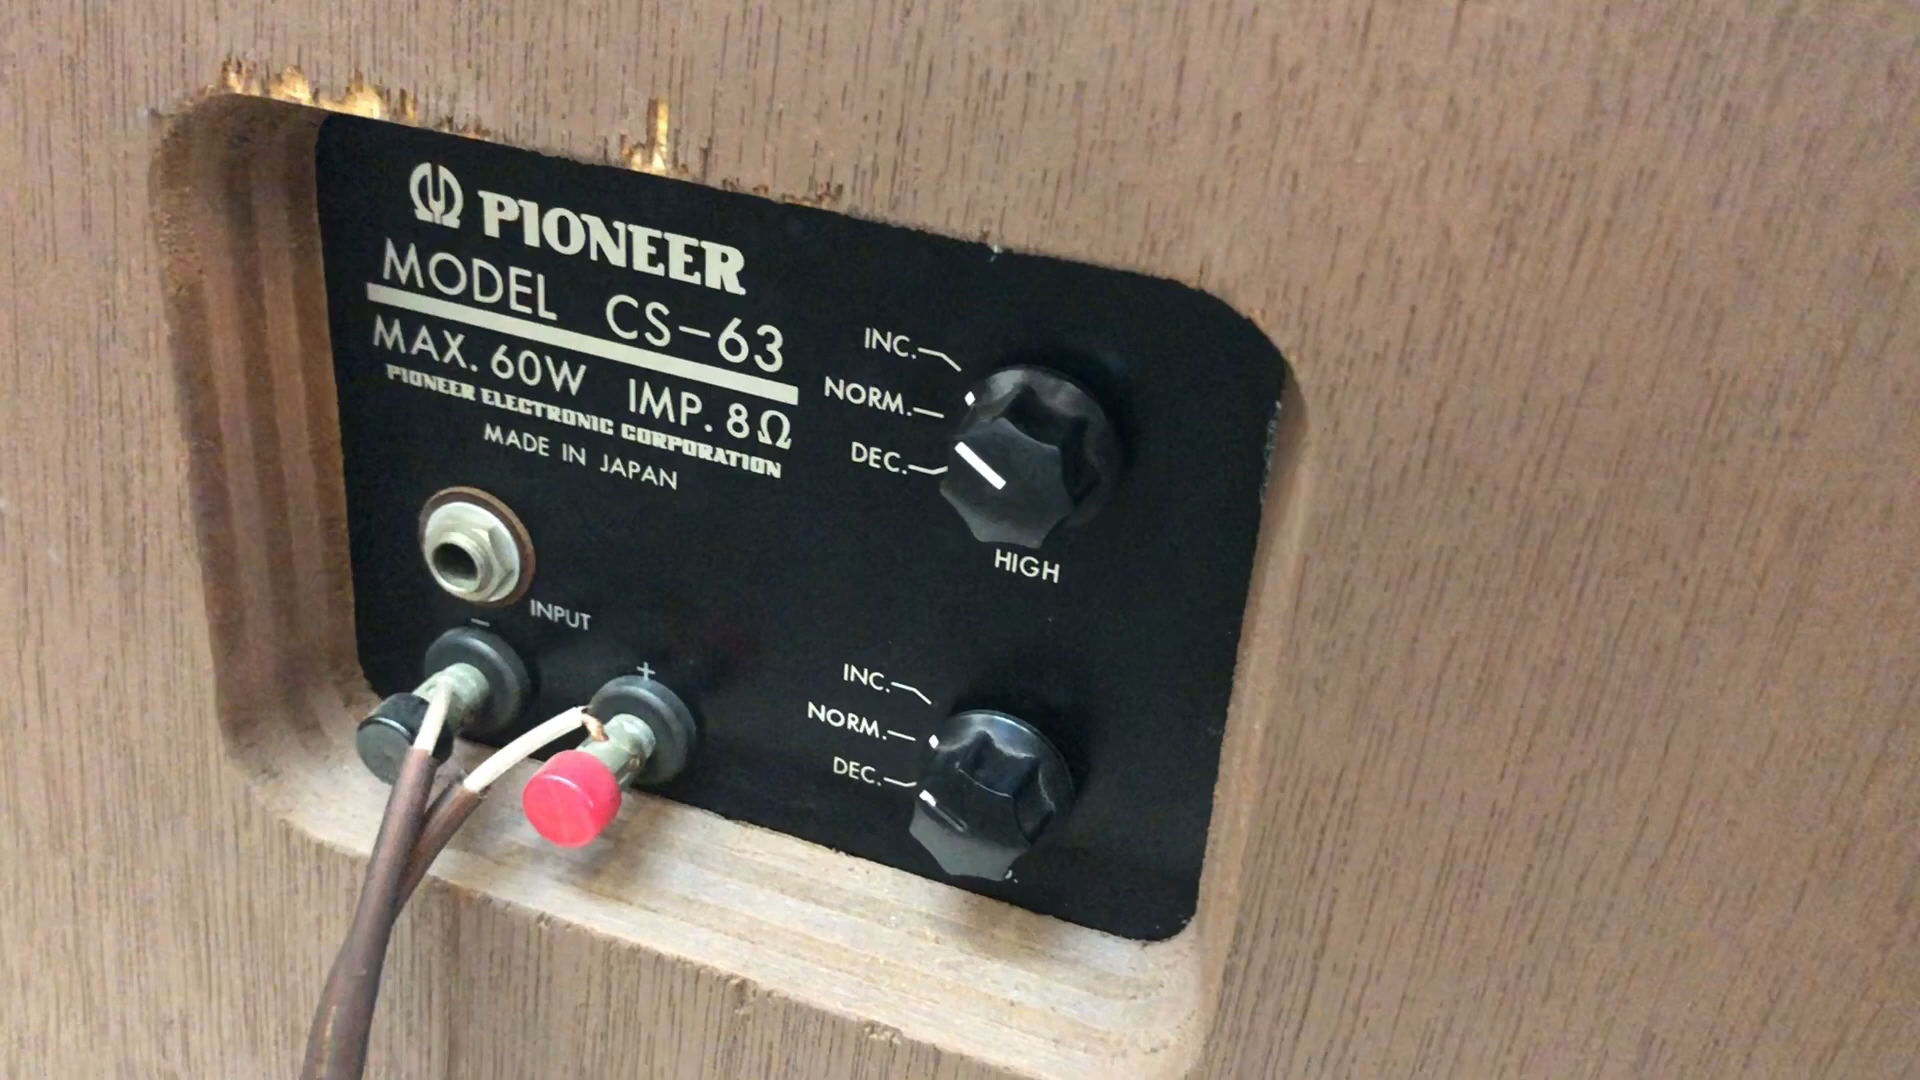 PIONEER
MODEL CS-63
MAX. 60W IMP. 8Ω
PIONEER ELECTRONIC CORPORATION
MADE IN JAPAN
INPUT
−
+
INC.
NORM.
DEC.
HIGH
INC.
NORM.
DEC.